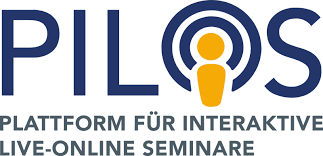 PILOS
PLATTFORM FÜR INTERAKTIVE
LIVE-ONLINE SEMINARE